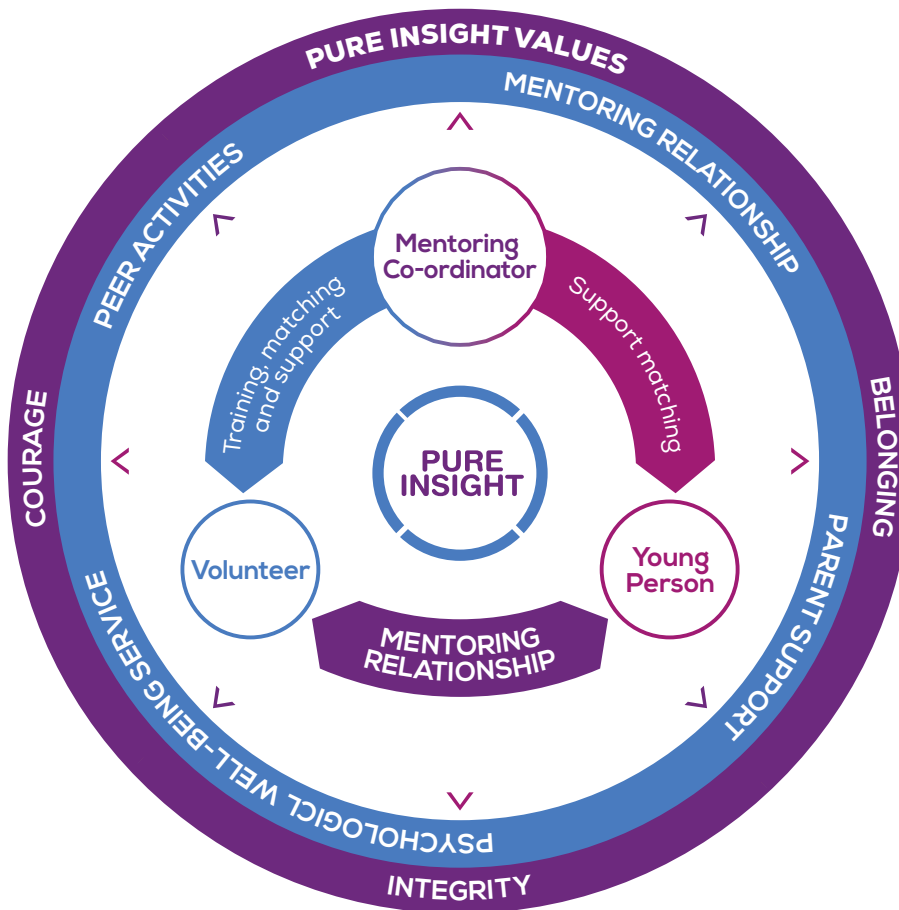 PURE INSIGHT VALUES
MENTORING RELATIONSHIP
PEER ACTIVITIES
Mentoring
Co-ordinator
Training, matching
and support
Support matching
COURAGE
BELONGING
PURE
INSIGHT
Volunteer
Young
Person
MENTORING
RELATIONSHIP
PARENT SUPPORT
PSYCHOLOGICL WELL-BEING SERVICE
INTEGRITY